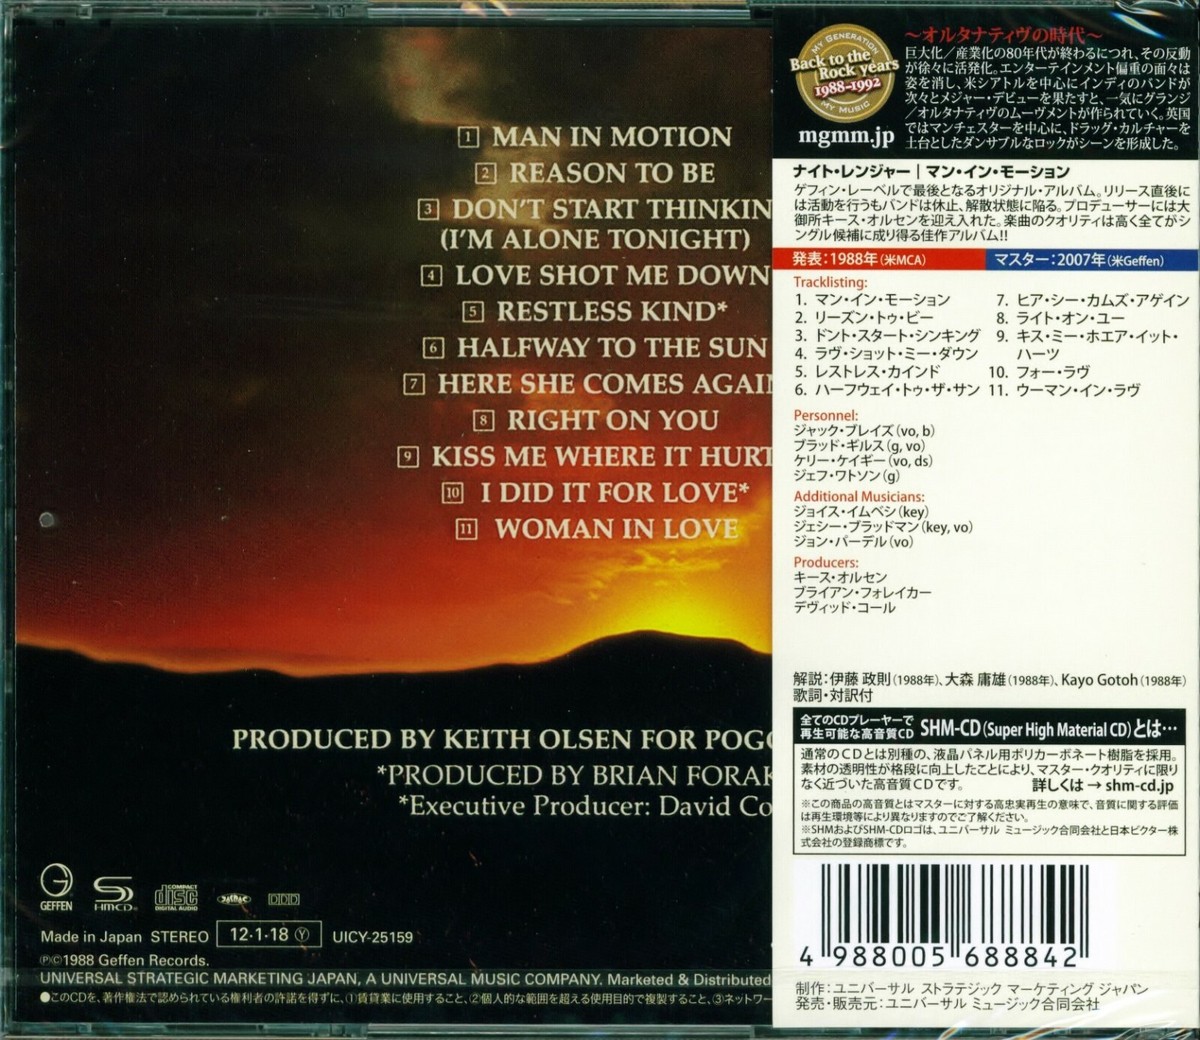 1 MAN IN MOTION
2 REASON TO BE
3 DON'T START THINKIN
(I'M ALONE TONIGHT)
4 LOVE SHOT ME DOWN
5 RESTLESS KIND*
6 HALFWAY TO THE SUN
7 HERE SHE COMES AGAIN
8 RIGHT ON YOU
9 KISS ME WHERE IT HURT
10 I DID IT FOR LOVE*
11 WOMAN IN LOVE
PRODUCED BY KEITH OLSEN FOR POGO
*PRODUCED BY BRIAN FORAK
*Executive Producer: David Co
GEFFEN
SHM-CD
COMPACT disc DIGITAL AUDIO
JASRAC
DDD
Made in Japan STEREO 12・1・18 Ⓨ UICY-25159
ⓅⒸ1988 Geffen Records.
UNIVERSAL STRATEGIC MARKETING JAPAN, A UNIVERSAL MUSIC COMPANY. Marketed & Distributed
●このCDを、著作権法で認められている権利者の許諾を得ずに、①賃貸業に使用すること、②個人的な範囲を超える使用目的で複製すること、③ネットワー
MY GENERATION
Back to the
Rock years
1988-1992
MY MUSIC
mgmm.jp
〜オルタナティヴの時代〜
巨大化/産業化の80年代が終わるにつれ、その反動
が徐々に活発化。エンターテインメント偏重の面々は
姿を消し、米シアトルを中心にインディのバンドが
次々とメジャー・デビューを果たすと、一気にグランジ
/オルタナティヴのムーヴメントが作られていく。英国
ではマンチェスターを中心に、ドラッグ・カルチャーを
土台としたダンサブルなロックがシーンを形成した。
ナイト・レンジャー|マン・イン・モーション
ゲフィン・レーベルで最後となるオリジナル・アルバム。リリース直後に
は活動を行うもバンドは休止、解散状態に陥る。プロデューサーには大
御所キース・オルセンを迎え入れた。楽曲のクオリティは高く全てがシ
ングル候補に成り得る佳作アルバム!!
発表:1988年(米MCA) マスター:2007年(米Geffen)
Tracklisting:
1. マン・イン・モーション
2. リーズン・トゥ・ビー
3. ドント・スタート・シンキング
4. ラヴ・ショット・ミー・ダウン
5. レストレス・カインド
6. ハーフウェイ・トゥ・ザ・サン
7. ヒア・シー・カムズ・アゲイン
8. ライト・オン・ユー
9. キス・ミー・ホエア・イット・
ハーツ
10. フォー・ラヴ
11. ウーマン・イン・ラヴ
Personnel:
ジャック・ブレイズ(vo, b)
ブラッド・ギルス(g, vo)
ケリー・ケイギー(vo, ds)
ジェフ・ワトソン(g)
Additional Musicians:
ジョイス・イムベシ(key)
ジェシー・ブラッドマン(key, vo)
ジョン・パーデル(vo)
Producers:
キース・オルセン
ブライアン・フォレイカー
デヴィッド・コール
解説:伊藤 政則(1988年)、大森 庸雄(1988年)、Kayo Gotoh(1988年)
歌詞・対訳付
全てのCDプレーヤーで
再生可能な高音質CD SHM-CD(Super High Material CD)とは…
通常のCDとは別種の、液晶パネル用ポリカーボネート樹脂を採用。
素材の透明性が格段に向上したことにより、マスター・クオリティに限り
なく近づいた高音質CDです。 詳しくは→shm-cd.jp
※この商品の高音質とはマスターに対する高忠実再生の意味で、音質に関する評価
は再生環境等により異なりますのでご了解ください。
※SHMおよびSHM-CDロゴは、ユニバーサル ミュージック合同会社と日本ビクター株
式会社の登録商標です。
4 988005 688842
制作:ユニバーサル ストラテジック マーケティング ジャパン
発売・販売元:ユニバーサル ミュージック合同会社